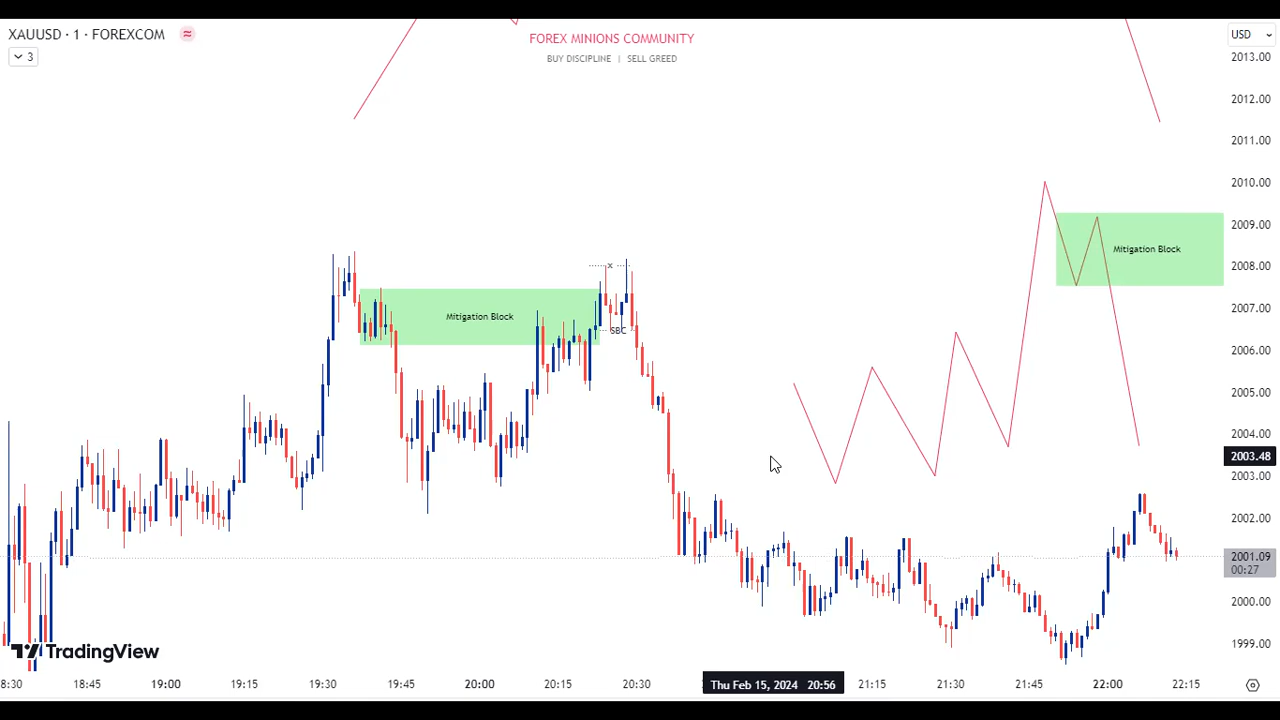 XAUUSD · 1 · FOREXCOM
3
FOREX MINIONS COMMUNITY
BUY DISCIPLINE | SELL GREED
USD
2013.00
2012.00
2011.00
2010.00
2009.00
2008.00
2007.00
2006.00
2005.00
2004.00
2003.48
2003.00
2002.00
2001.09
00:27
2000.00
1999.00
Mitigation Block
x
Mitigation Block
SBC
TradingView
18:30 18:45 19:00 19:15 19:30 19:45 20:00 20:15 20:30 Thu Feb 15, 2024 20:56 21:15 21:30 21:45 22:00 22:15